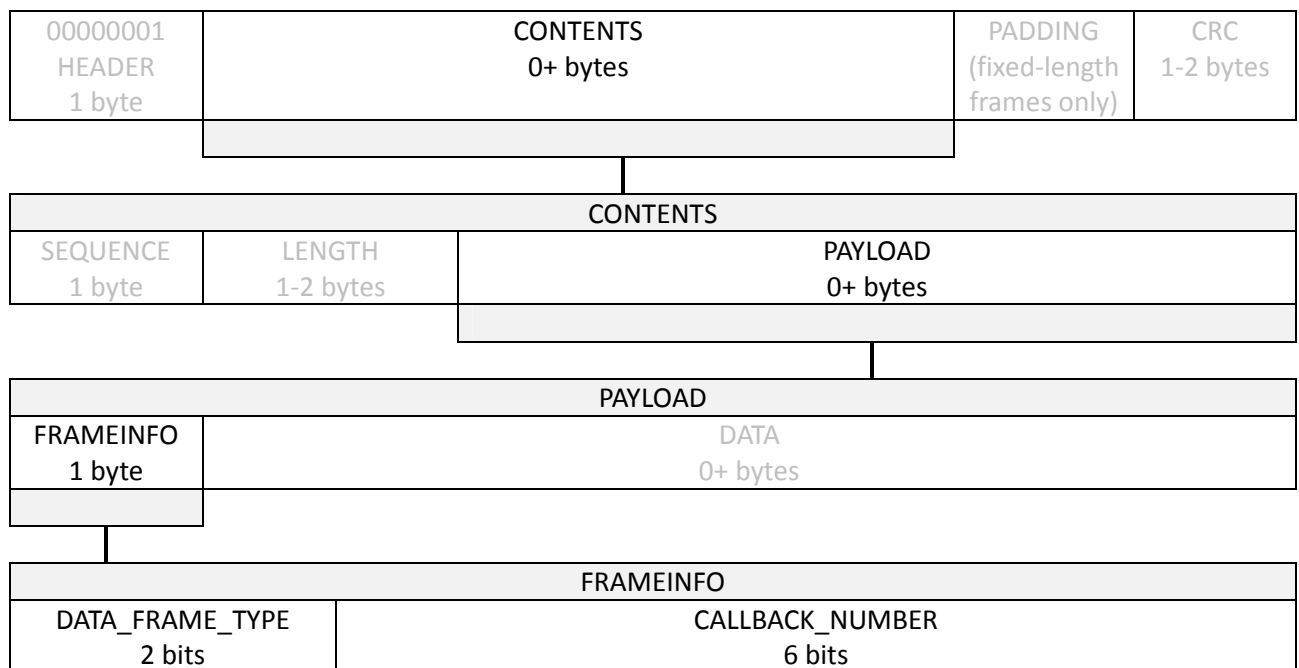 00000001
HEADER
1 byte
CONTENTS
0+ bytes
PADDING
(fixed-length
frames only)
CRC
1-2 bytes
CONTENTS
SEQUENCE
1 byte
LENGTH
1-2 bytes
PAYLOAD
0+ bytes
PAYLOAD
FRAMEINFO
1 byte
DATA
0+ bytes
FRAMEINFO
DATA_FRAME_TYPE
2 bits
CALLBACK_NUMBER
6 bits